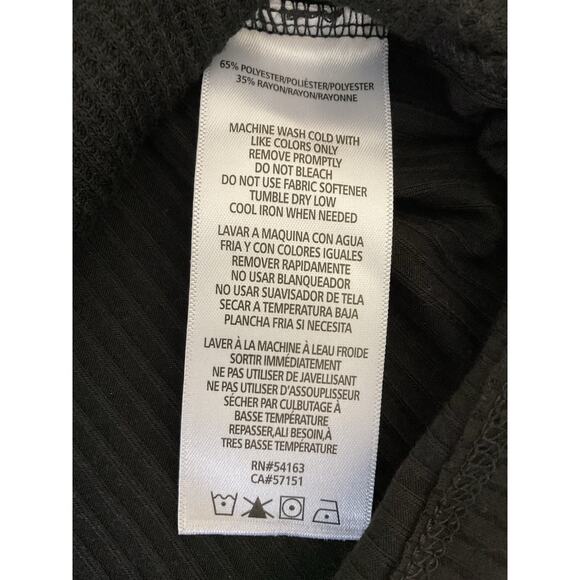 65% POLYESTER/POLIÉSTER/POLYESTER
35% RAYON/RAYON/RAYONNE
MACHINE WASH COLD WITH
LIKE COLORS ONLY
REMOVE PROMPTLY
DO NOT BLEACH
DO NOT USE FABRIC SOFTENER
TUMBLE DRY LOW
COOL IRON WHEN NEEDED
LAVAR A MAQUINA CON AGUA
FRIA Y CON COLORES IGUALES
REMOVER RAPIDAMENTE
NO USAR BLANQUEADOR
NO USAR SUAVISADOR DE TELA
SECAR A TEMPERATURA BAJA
PLANCHA FRIA SI NECESITA
LAVER À LA MACHINE À LEAU FROIDE
SORTIR IMMÉDIATEMENT
NE PAS UTILISER DE JAVELLISANT
NE PAS UTILISER D'ASSOUPLISSEUR
SÉCHER PAR CULBUTAGE À
BASSE TEMPÉRATURE
REPASSER,ALI BESOIN,À
TRES BASSE TEMPÉRATURE
RN#54163
CA#57151